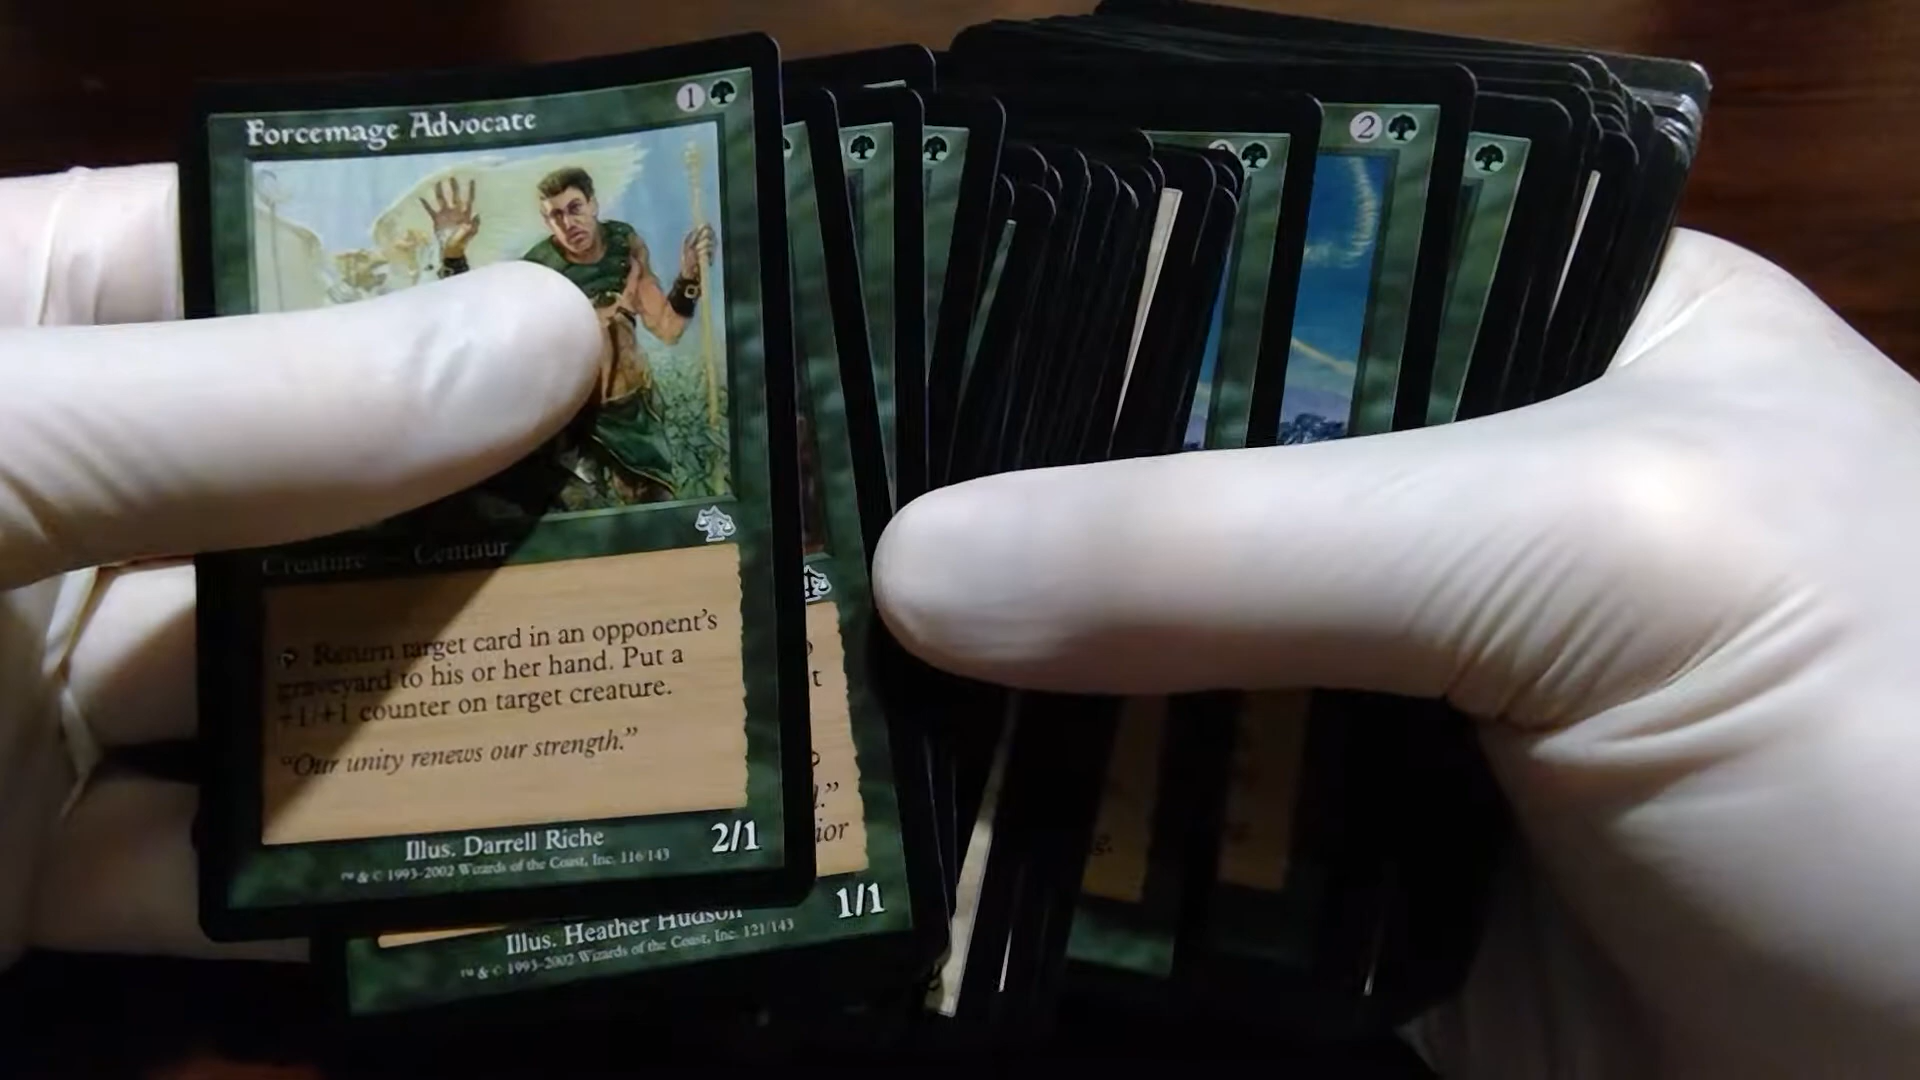 Forcemage Advocate
1
Creature — Centaur
Return target card in an opponent's
graveyard to his or her hand. Put a
+1/+1 counter on target creature.
"Our unity renews our strength."
Illus. Darrell Riche
2/1
™ & © 1993-2002 Wizards of the Coast, Inc. 116/143
t
l."
ior
1/1
Illus. Heather Hudson
™ & © 1993-2002 Wizards of the Coast, Inc. 121/143
2